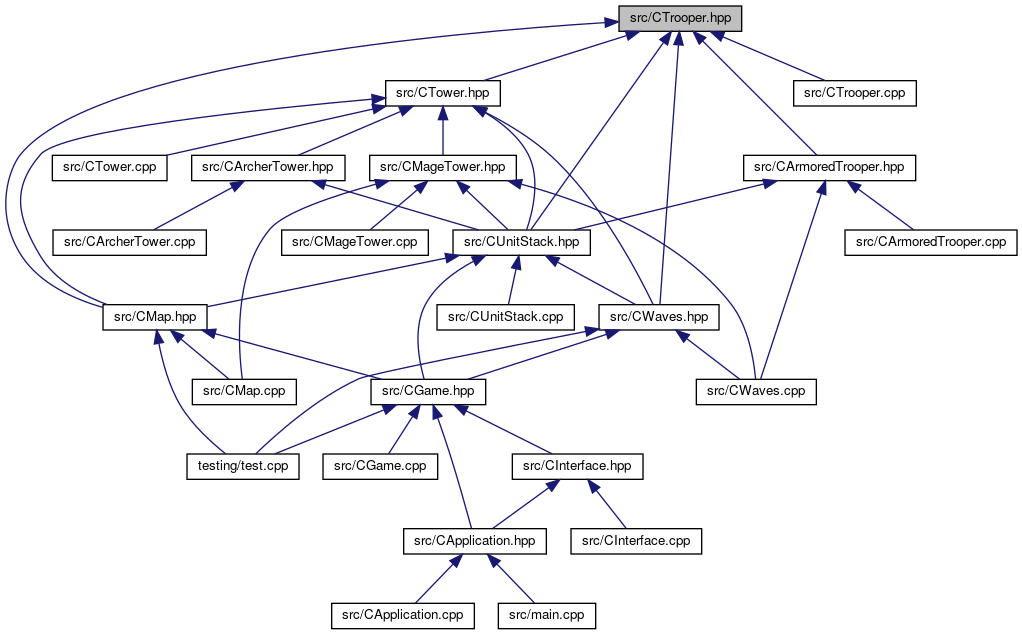 src/CTrooper.hpp
src/CTower.hpp
src/CTrooper.cpp
src/CTower.cpp
src/CArcherTower.hpp
src/CMageTower.hpp
src/CArmoredTrooper.hpp
src/CArcherTower.cpp
src/CMageTower.cpp
src/CUnitStack.hpp
src/CArmoredTrooper.cpp
src/CMap.hpp
src/CUnitStack.cpp
src/CWaves.hpp
src/CMap.cpp
src/CGame.hpp
src/CWaves.cpp
testing/test.cpp
src/CGame.cpp
src/CInterface.hpp
src/CApplication.hpp
src/CInterface.cpp
src/CApplication.cpp
src/main.cpp